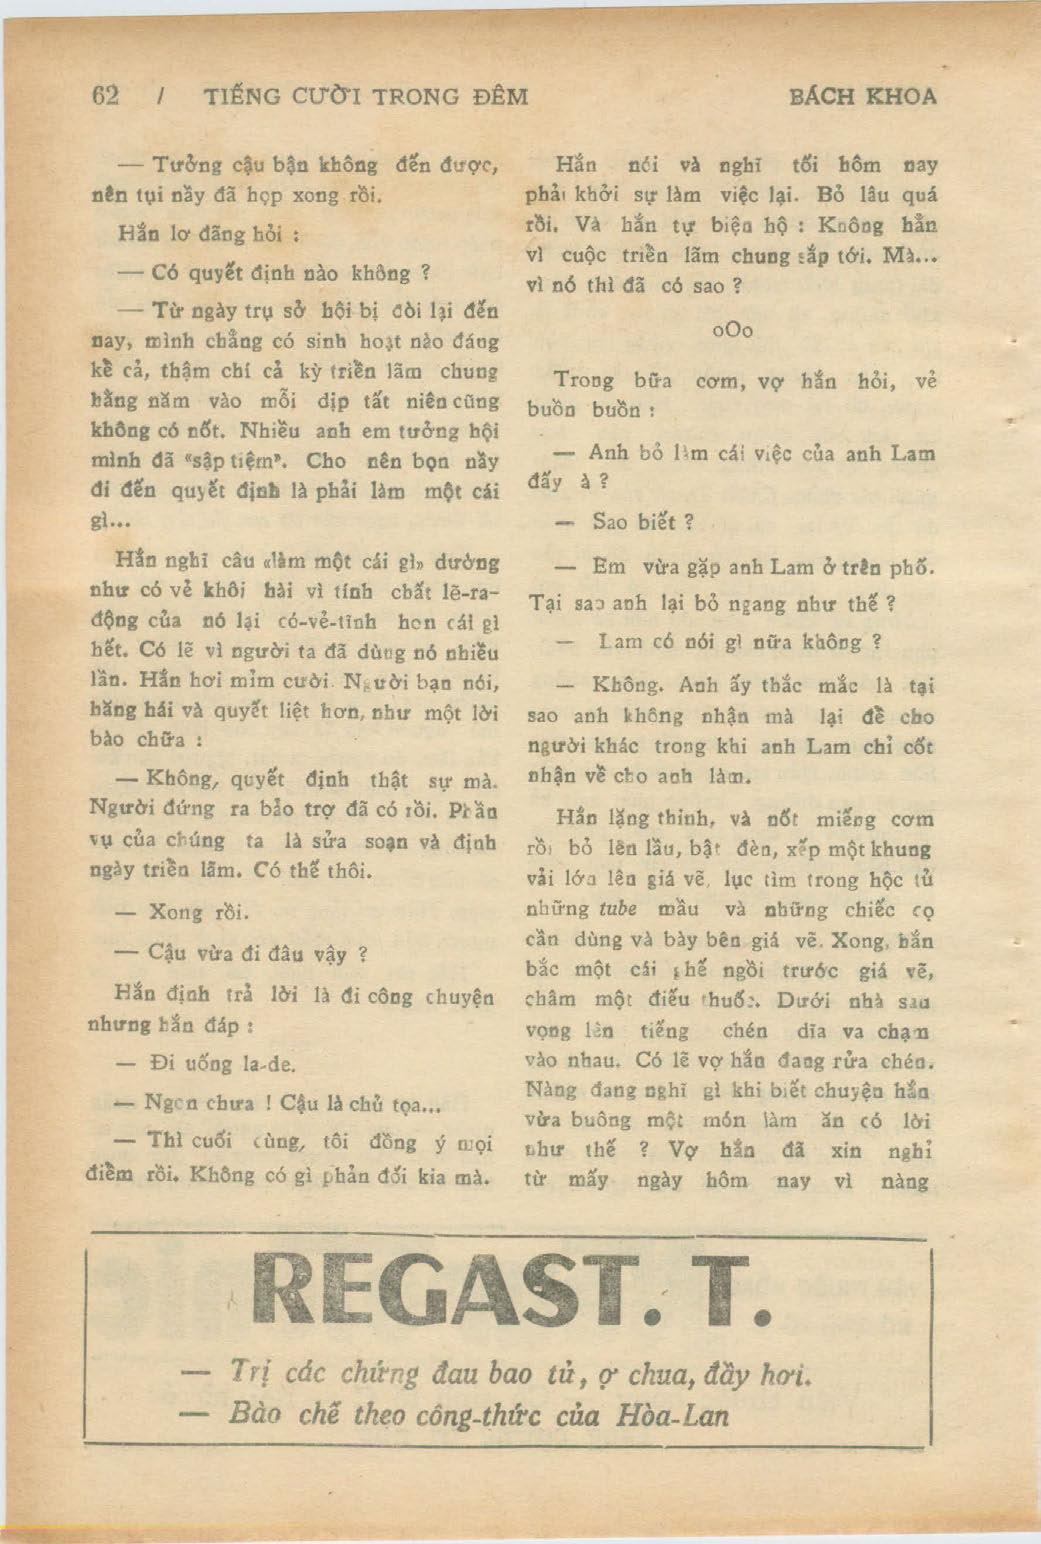 62 / TIẾNG CƯỜI TRONG ĐÊM BÁCH KHOA
— Tưởng cậu bận không đến được,
nên tụi nầy đã họp xong rồi.
Hắn lơ đãng hỏi :
— Có quyết định nào không ?
— Từ ngày trụ sở hội bị đòi lại đến
nay, mình chẳng có sinh hoạt nào đáng
kể cả, thậm chí cả kỳ triển lãm chung
hằng năm vào mỗi dịp tất niên cũng
không có nốt. Nhiều anh em tưởng hội
mình đã “sập tiệm”. Cho nên bọn nầy
đi đến quyết định là phải làm một cái
gì...
Hắn nghĩ câu «làm một cái gì» dường
như có vẻ khôi hài vì tính chất lẽ-ra-
động của nó lại có-vẻ-tĩnh hơn cái gì
hết. Có lẽ vì người ta đã dùng nó nhiều
lần. Hắn hơi mỉm cười. Người bạn nói,
hăng hái và quyết liệt hơn, như một lời
bào chữa :
— Không, quyết định thật sự mà.
Người đứng ra bảo trợ đã có rồi. Phần
vụ của chúng ta là sửa soạn và định
ngày triển lãm. Có thế thôi.
— Xong rồi.
— Cậu vừa đi đâu vậy ?
Hắn định trả lời là đi công chuyện
nhưng hắn đáp :
— Đi uống la-de.
— Ngon chưa ! Cậu là chủ tọa...
— Thì cuối cùng, tôi đồng ý mọi
điểm rồi. Không có gì phản đối kia mà.
Hắn nói và nghĩ tối hôm nay
phải khởi sự làm việc lại. Bỏ lâu quá
rồi. Và hắn tự biện hộ : Không hẳn
vì cuộc triển lãm chung sắp tới. Mà...
vì nó thì đã có sao ?
oOo
Trong bữa cơm, vợ hắn hỏi, vẻ
buồn buồn :
— Anh bỏ làm cái việc của anh Lam
đấy à ?
— Sao biết ?
— Em vừa gặp anh Lam ở trên phố.
Tại sao anh lại bỏ ngang như thế ?
— Lam có nói gì nữa không ?
— Không. Anh ấy thắc mắc là tại
sao anh không nhận mà lại để cho
người khác trong khi anh Lam chỉ cốt
nhận về cho anh làm.
Hắn lặng thinh, và nốt miếng cơm
rồi bỏ lên lầu, bật đèn, xếp một khung
vải lớn lên giá vẽ, lục tìm trong hộc tủ
những tube mầu và những chiếc cọ
cần dùng và bày bên giá vẽ. Xong, hắn
bắc một cái ghế ngồi trước giá vẽ,
châm một điếu thuốc. Dưới nhà sau
vọng lên tiếng chén dĩa va chạm
vào nhau. Có lẽ vợ hắn đang rửa chén.
Nàng đang nghĩ gì khi biết chuyện hắn
vừa buông một món làm ăn có lời
như thế ? Vợ hắn đã xin nghỉ
từ mấy ngày hôm nay vì nàng
REGAST. T.
— Trị các chứng đau bao tử, ợ chua, đầy hơi.
— Bào chế theo công-thức của Hòa-Lan